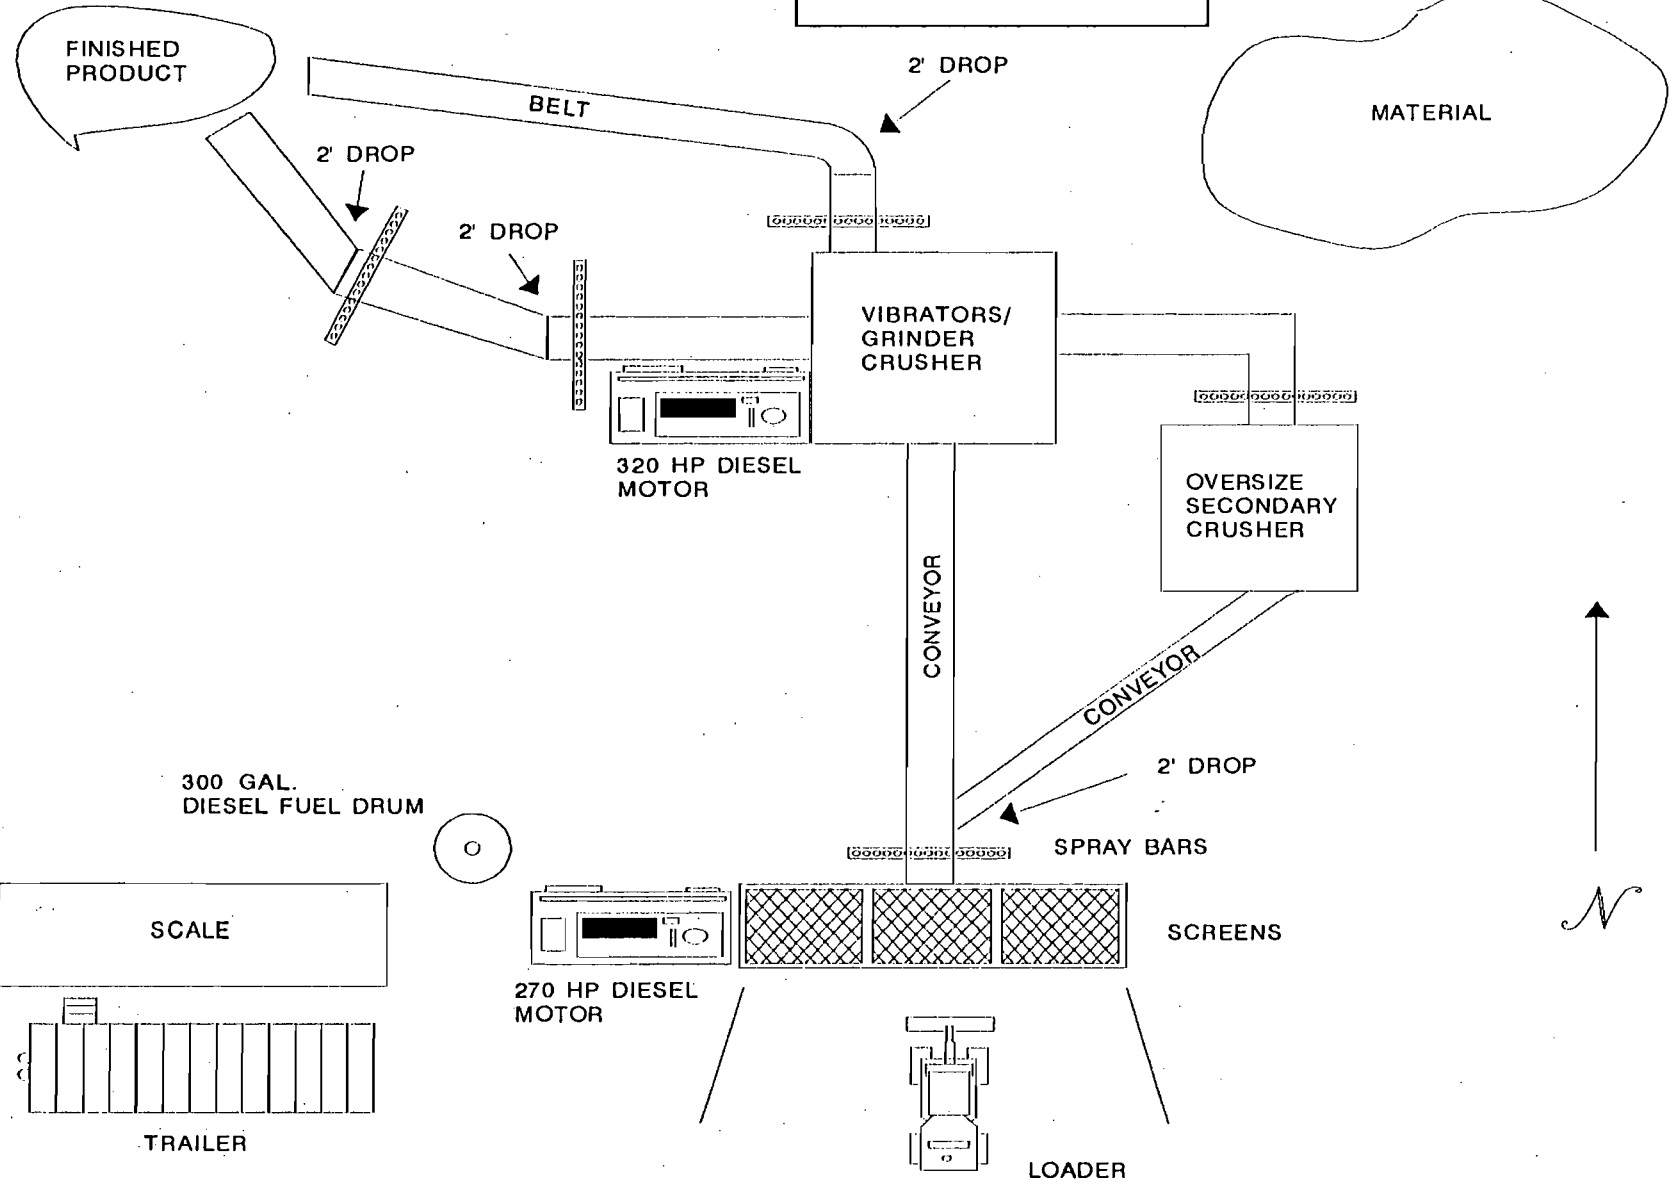 FINISHED
PRODUCT
2' DROP
BELT
MATERIAL
2' DROP
2' DROP
VIBRATORS/
GRINDER
CRUSHER
320 HP DIESEL
MOTOR
OVERSIZE
SECONDARY
CRUSHER
CONVEYOR
CONVEYOR
2' DROP
300 GAL.
DIESEL FUEL DRUM
SPRAY BARS
SCALE
SCREENS
N
270 HP DIESEL
MOTOR
TRAILER
LOADER